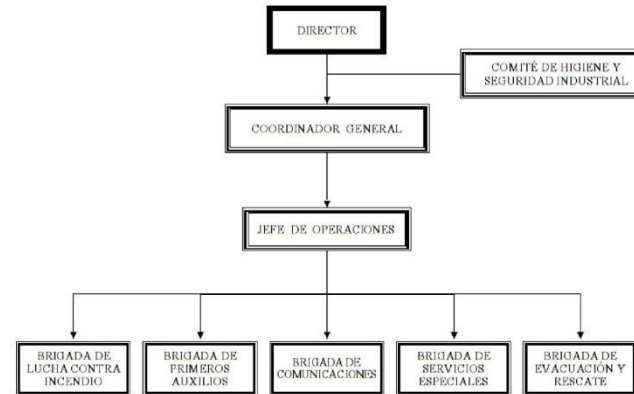 DIRECTOR
COMITÉ DE HIGIENE Y
SEGURIDAD INDUSTRIAL
COORDINADOR GENERAL
JEFE DE OPERACIONES
BRIGADA DE
LUCHA CONTRA
INCENDIO
BRIGADA DE
PRIMEROS
AUXILIOS
BRIGADA DE
COMUNICACIONES
BRIGADA DE
SERVICIOS
ESPECIALES
BRIGADA DE
EVACUACIÓN Y
RESCATE